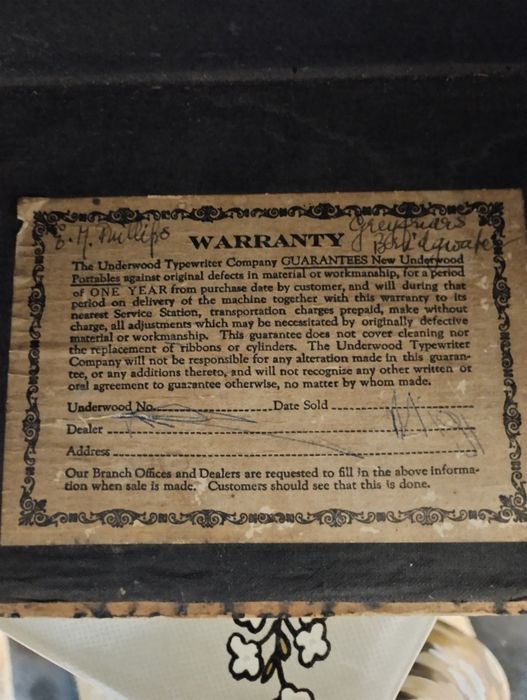 E. M. Phillips
Greyfriars
Bridgwater
WARRANTY
The Underwood Typewriter Company GUARANTEES New Underwood
Portables against original defects in material or workmanship, for a period
of ONE YEAR from purchase date by customer, and will during that
period on delivery of the machine together with this warranty to its
nearest Service Station, transportation charges prepaid, make without
charge, all adjustments which may be necessitated by originally defective
material or workmanship. This guarantee does not cover cleaning nor
the replacement of ribbons or cylinders. The Underwood Typewriter
Company will not be responsible for any alteration made in this guaran-
tee, or any additions thereto, and will not recognize any other written or
oral agreement to guarantee otherwise, no matter by whom made.
Underwood No. Date Sold
Dealer
Address
Our Branch Offices and Dealers are requested to fill in the above informa-
tion when sale is made. Customers should see that this is done.